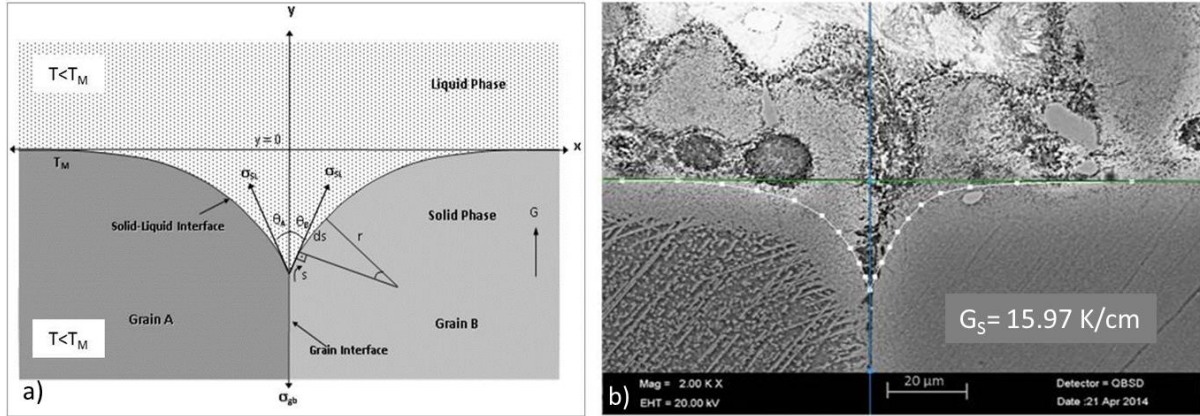 y
T<T_M
Liquid Phase
y = 0
x
T_M
σ_SL
σ_SL
θ_A
θ_B
Solid-Liquid Interface
ds
r
Solid Phase
G
s
Grain A
Grain B
T<T_M
Grain Interface
a)
σ_gb
G_S= 15.97 K/cm
b)
Mag = 2.00 K X
20 µm
Detector = QBSD
EHT = 20.00 kV
Date :21 Apr 2014